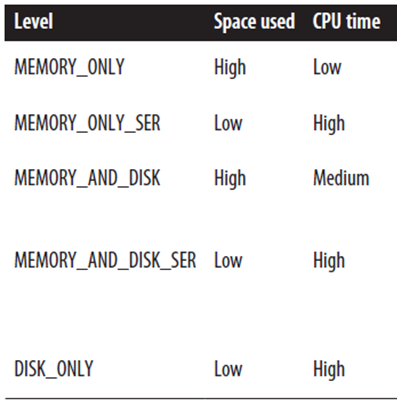 Level Space used CPU time
MEMORY_ONLY High Low
MEMORY_ONLY_SER Low High
MEMORY_AND_DISK High Medium
MEMORY_AND_DISK_SER Low High
DISK_ONLY Low High